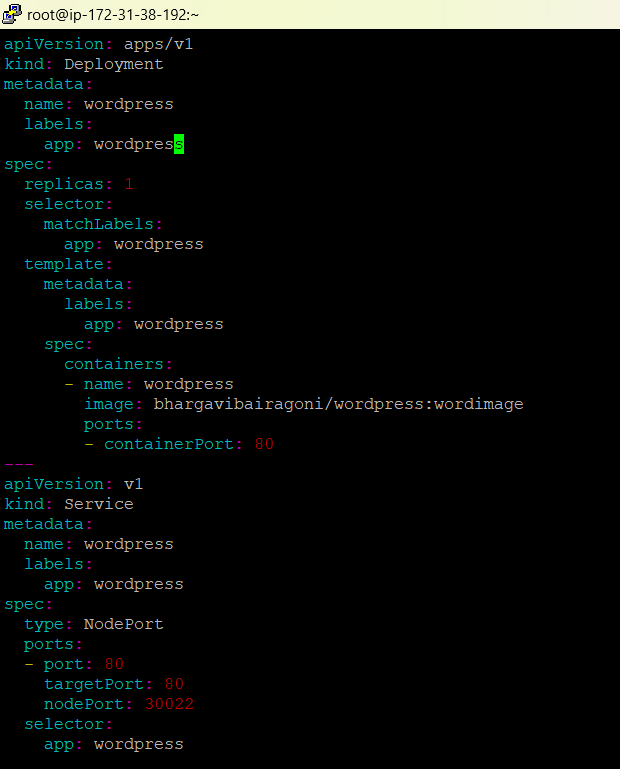 root@ip-172-31-38-192:~
apiVersion: apps/v1
kind: Deployment
metadata:
  name: wordpress
  labels:
    app: wordpress
spec:
  replicas: 1
  selector:
    matchLabels:
      app: wordpress
  template:
    metadata:
      labels:
        app: wordpress
    spec:
      containers:
      - name: wordpress
        image: bhargavibairagoni/wordpress:wordimage
        ports:
        - containerPort: 80
---
apiVersion: v1
kind: Service
metadata:
  name: wordpress
  labels:
    app: wordpress
spec:
  type: NodePort
  ports:
  - port: 80
    targetPort: 80
    nodePort: 30022
  selector:
    app: wordpress